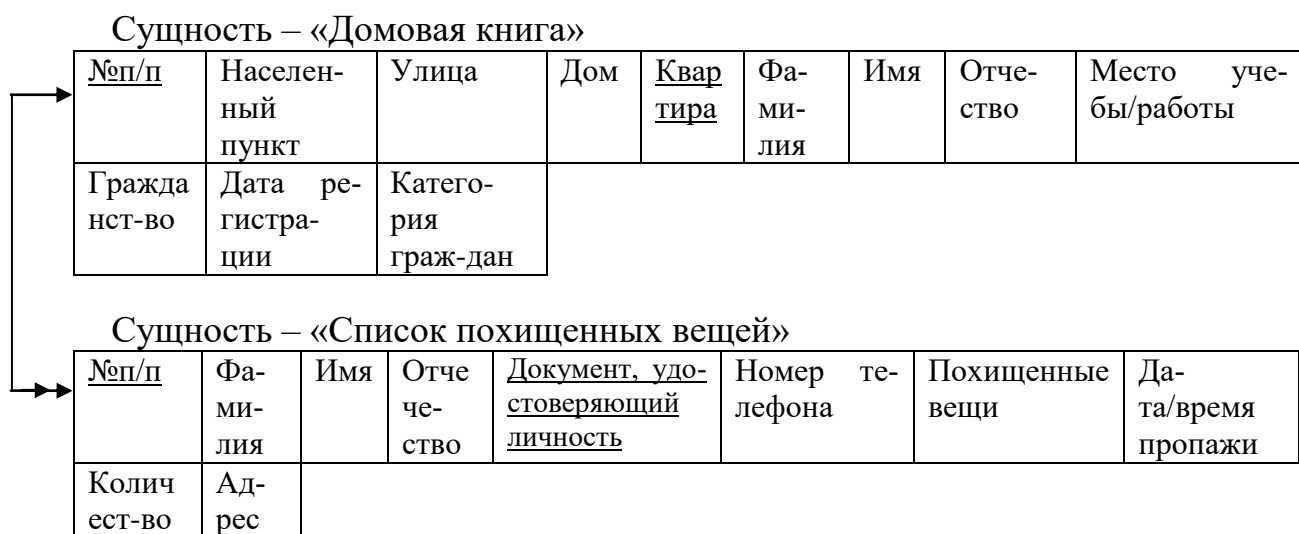 Сущность – «Домовая книга»
№п/п Населен- Улица Дом Квар Фа- Имя Отче- Место уче-
ный тира ми- ство бы/работы
пункт лия
Гражда Дата ре- Катего-
нст-во гистра- рия
ции граж-дан
Сущность – «Список похищенных вещей»
№п/п Фа- Имя Отче Документ, удо- Номер те- Похищенные Да-
ми- че- стоверяющий лефона вещи та/время
лия ство личность пропажи
Колич Ад-
ест-во рес